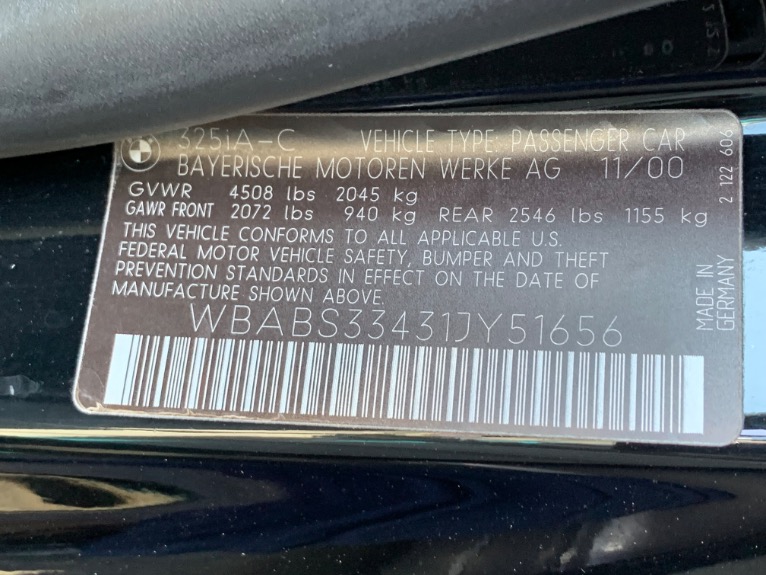 325iA-C VEHICLE TYPE: PASSENGER CAR
BAYERISCHE MOTOREN WERKE AG 11/00
GVWR 4508 lbs 2045 kg
GAWR FRONT 2072 lbs 940 kg REAR 2546 lbs 1155 kg
THIS VEHICLE CONFORMS TO ALL APPLICABLE U.S.
FEDERAL MOTOR VEHICLE SAFETY, BUMPER AND THEFT
PREVENTION STANDARDS IN EFFECT ON THE DATE OF
MANUFACTURE SHOWN ABOVE.
WBABS33431JY51656
MADE IN
GERMANY
2 122 606